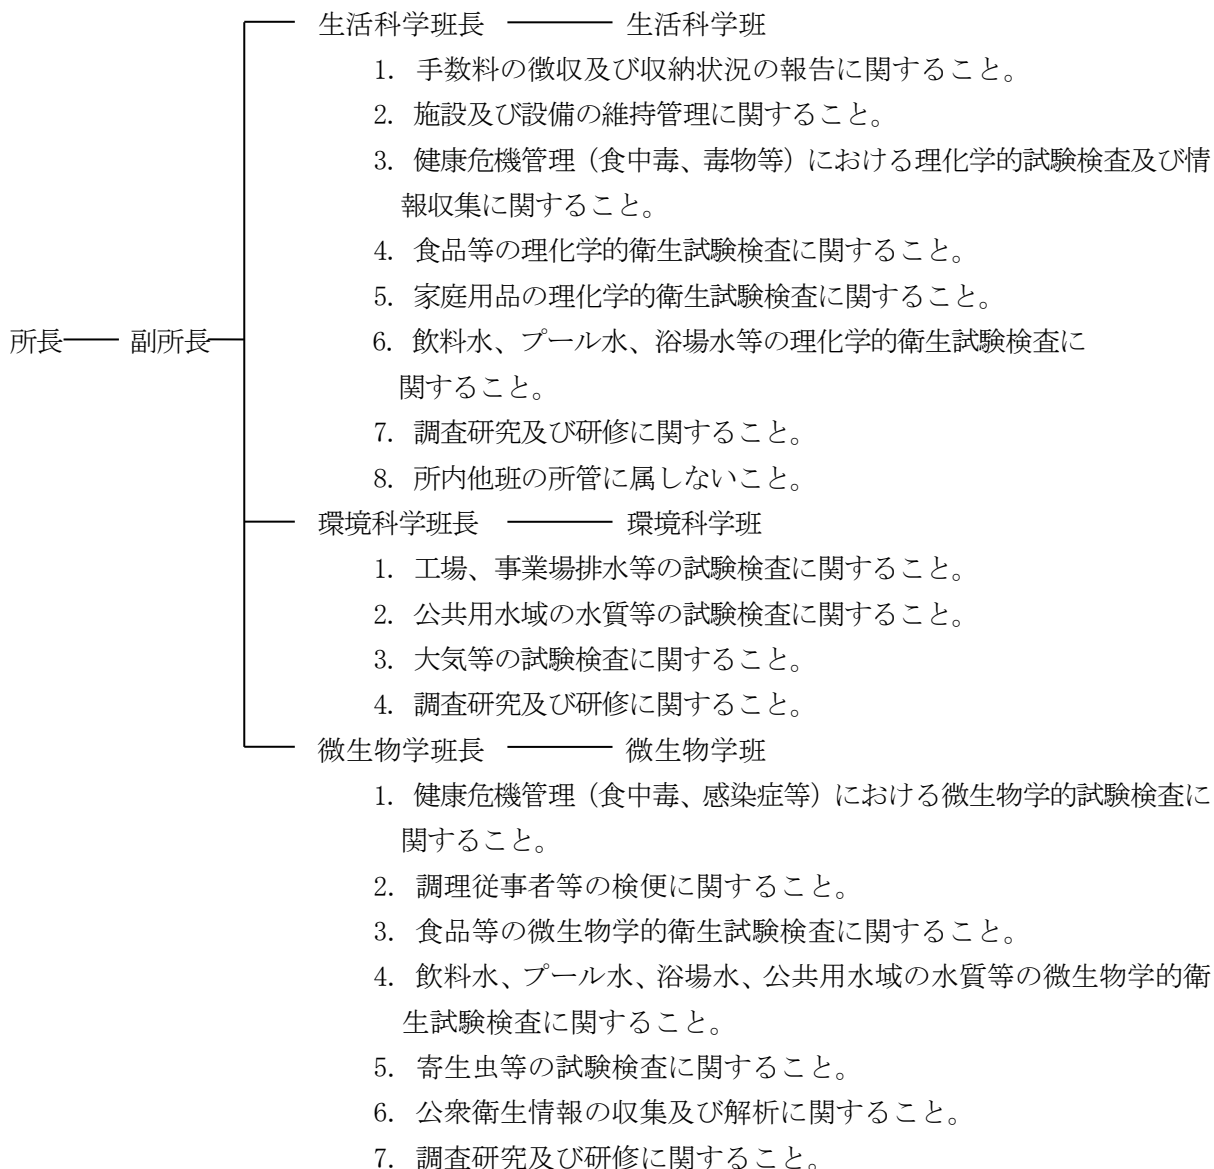 生活科学班長 生活科学班
1. 手数料の徴収及び収納状況の報告に関すること。
2. 施設及び設備の維持管理に関すること。
3. 健康危機管理（食中毒、毒物等）における理化学的試験検査及び情
報収集に関すること。
4. 食品等の理化学的衛生試験検査に関すること。
5. 家庭用品の理化学的衛生試験検査に関すること。
所長 副所長
6. 飲料水、プール水、浴場水等の理化学的衛生試験検査に
関すること。
7. 調査研究及び研修に関すること。
8. 所内他班の所管に属しないこと。
環境科学班長 環境科学班
1. 工場、事業場排水等の試験検査に関すること。
2. 公共用水域の水質等の試験検査に関すること。
3. 大気等の試験検査に関すること。
4. 調査研究及び研修に関すること。
微生物学班長 微生物学班
1. 健康危機管理（食中毒、感染症等）における微生物学的試験検査に
関すること。
2. 調理従事者等の検便に関すること。
3. 食品等の微生物学的衛生試験検査に関すること。
4. 飲料水、プール水、浴場水、公共用水域の水質等の微生物学的衛
生試験検査に関すること。
5. 寄生虫等の試験検査に関すること。
6. 公衆衛生情報の収集及び解析に関すること。
7. 調査研究及び研修に関すること。